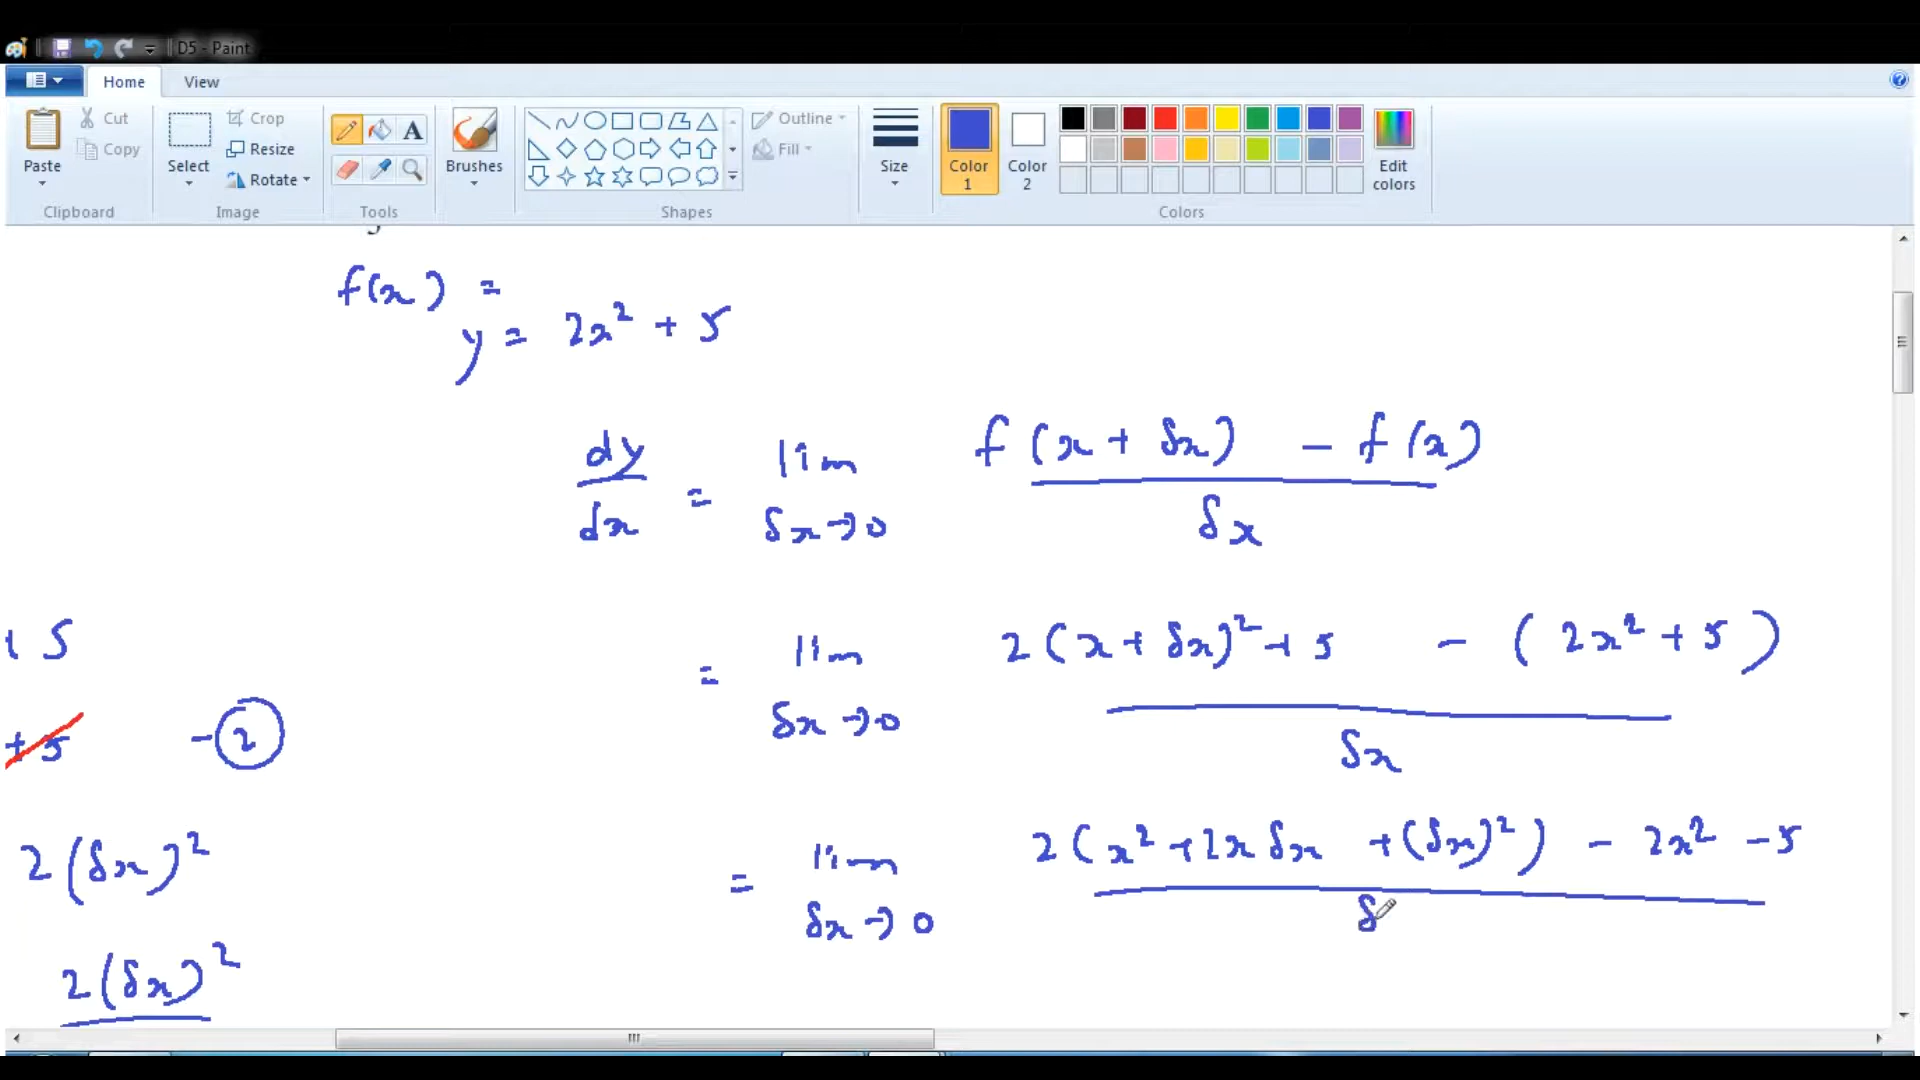 D5 - Paint
Home View
Paste Cut Copy Select Crop Resize Rotate A Brushes Outline Fill Size Color 1 Color 2 Edit colors
Clipboard Image Tools Shapes Colors
f(x) =
y = 2x² + 5
dy/dx = lim δx→0 f(x + δx) - f(x) / δx
= lim δx→0 2(x + δx)² + 5 - (2x² + 5) / δx
= lim δx→0 2(x² + 2x δx + (δx)²) - 2x² - 5 / δ
+ 5
+ 5 - 2
2(δx)²
2(δx)²